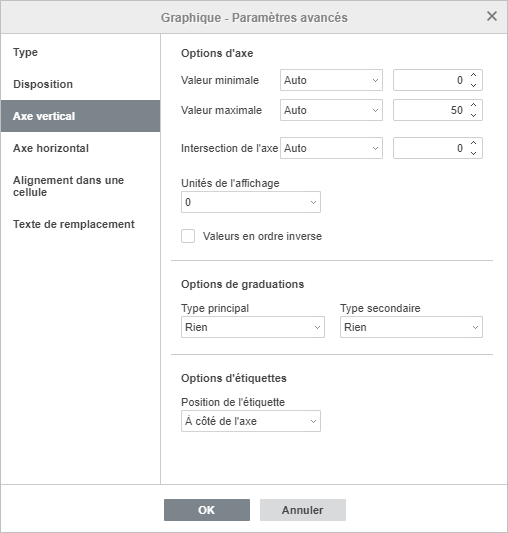 Graphique - Paramètres avancés
Type
Disposition
Axe vertical
Axe horizontal
Alignement dans une
cellule
Texte de remplacement
Options d'axe
Valeur minimale Auto 0
Valeur maximale Auto 50
Intersection de l'axe Auto 0
Unités de l'affichage
0
Valeurs en ordre inverse
Options de graduations
Type principal Type secondaire
Rien Rien
Options d'étiquettes
Position de l'étiquette
À côté de l'axe
OK Annuler